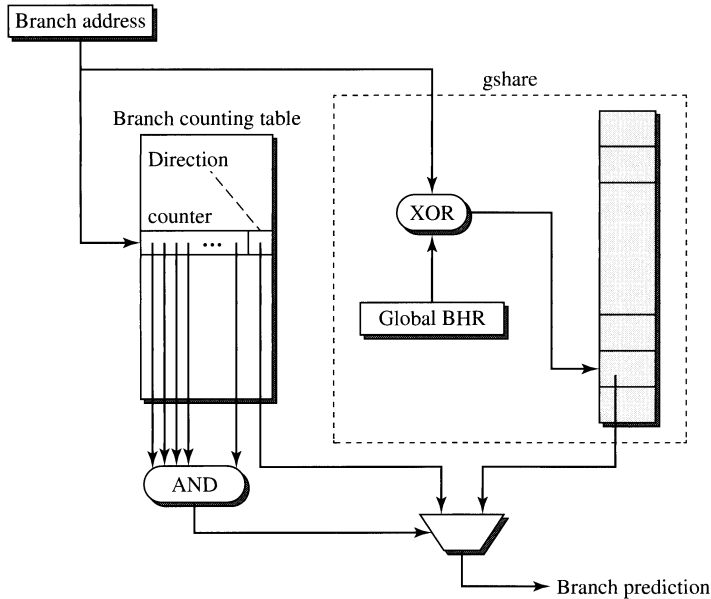 Branch address
gshare
Branch counting table
Direction
XOR
counter
...
Global BHR
AND
Branch prediction